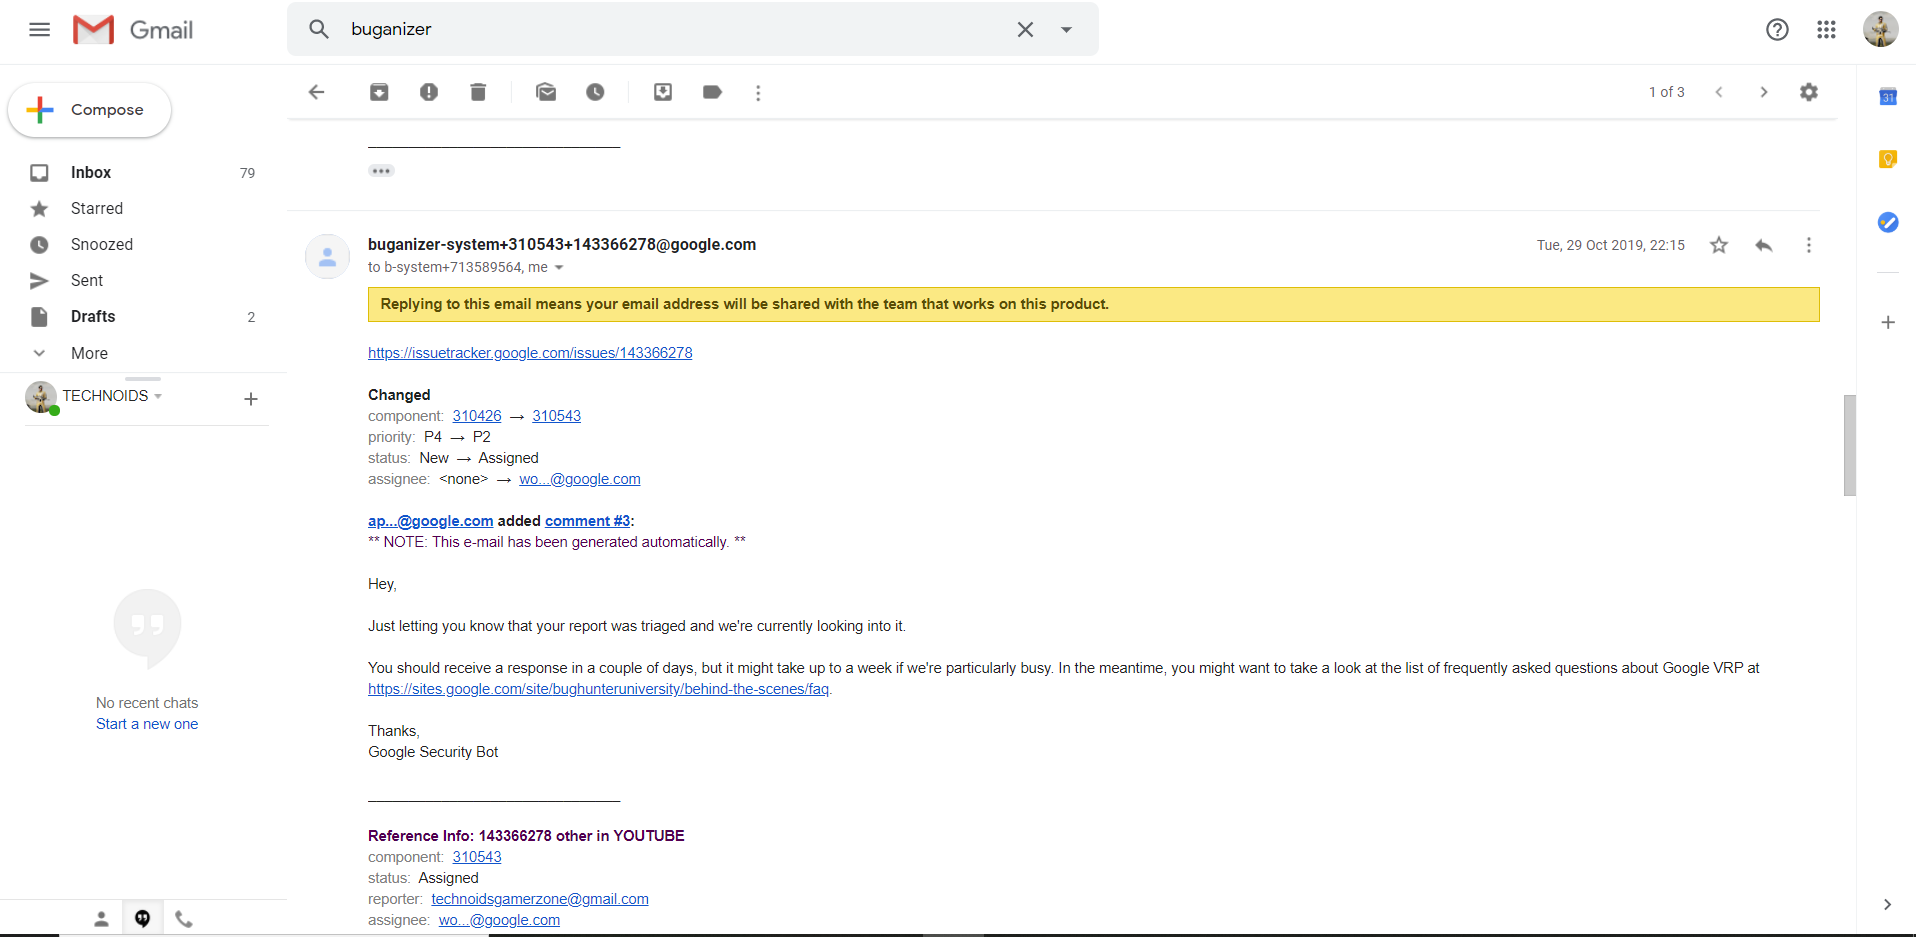 Gmail
buganizer
Compose
1 of 3
31
Inbox 79
Starred
Snoozed
Sent
Drafts 2
More
TECHNOIDS
No recent chats
Start a new one
buganizer-system+310543+143366278@google.com
Tue, 29 Oct 2019, 22:15
to b-system+713589564, me
Replying to this email means your email address will be shared with the team that works on this product.
https://issuetracker.google.com/issues/143366278
Changed
component: 310426 → 310543
priority: P4 → P2
status: New → Assigned
assignee: <none> → wo...@google.com
ap...@google.com added comment #3:
** NOTE: This e-mail has been generated automatically. **
Hey,
Just letting you know that your report was triaged and we're currently looking into it.
You should receive a response in a couple of days, but it might take up to a week if we're particularly busy. In the meantime, you might want to take a look at the list of frequently asked questions about Google VRP at
https://sites.google.com/site/bughunteruniversity/behind-the-scenes/faq.
Thanks,
Google Security Bot
Reference Info: 143366278 other in YOUTUBE
component: 310543
status: Assigned
reporter: technoidsgamerzone@gmail.com
assignee: wo...@google.com